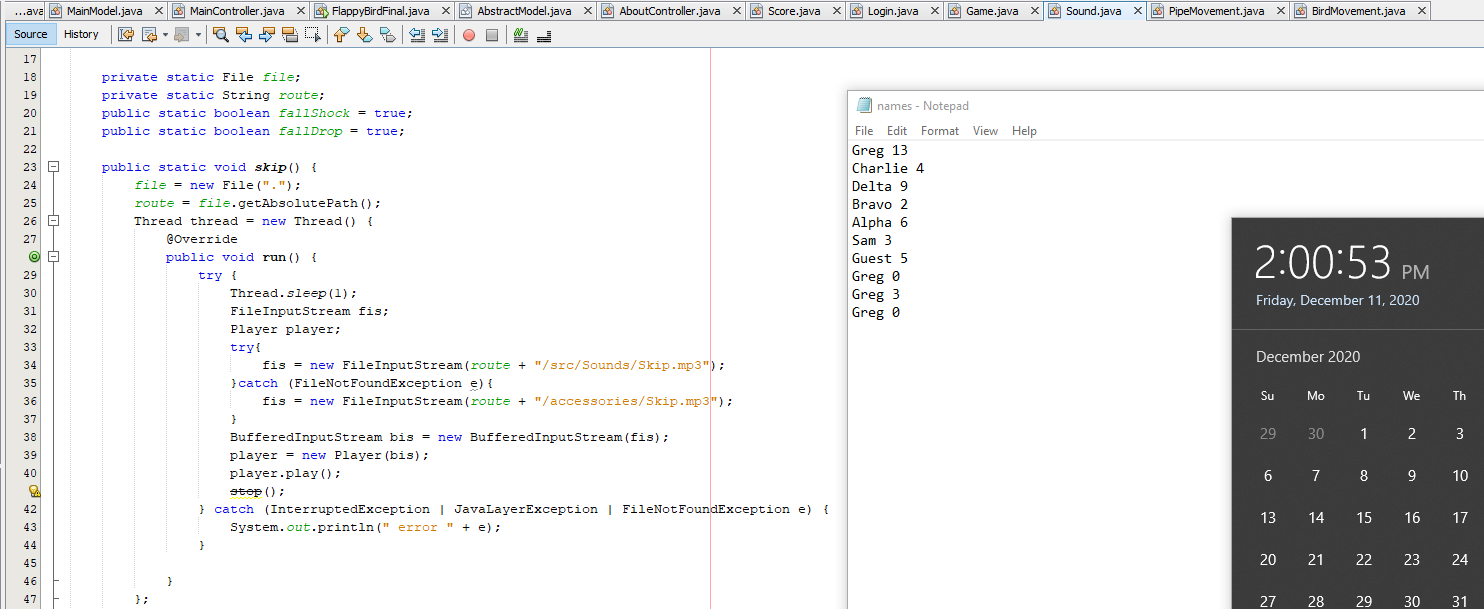 ...ava MainModel.java MainController.java FlappyBirdFinal.java AbstractModel.java AboutController.java Score.java Login.java Game.java Sound.java PipeMovement.java BirdMovement.java
Source History
17
18 private static File file;
19 private static String route;
20 public static boolean fallShock = true;
21 public static boolean fallDrop = true;
22
23 public static void skip() {
24 file = new File(".");
25 route = file.getAbsolutePath();
26 Thread thread = new Thread() {
27 @Override
public void run() {
29 try {
30 Thread.sleep(1);
31 FileInputStream fis;
32 Player player;
33 try{
34 fis = new FileInputStream(route + "/src/Sounds/Skip.mp3");
35 }catch (FileNotFoundException e){
36 fis = new FileInputStream(route + "/accessories/Skip.mp3");
37 }
38 BufferedInputStream bis = new BufferedInputStream(fis);
39 player = new Player(bis);
40 player.play();
stop();
42 } catch (InterruptedException | JavaLayerException | FileNotFoundException e) {
43 System.out.println(" error " + e);
44 }
45
46 }
47 };
names - Notepad
File Edit Format View Help
Greg 13
Charlie 4
Delta 9
Bravo 2
Alpha 6
Sam 3
Guest 5
Greg 0
Greg 3
Greg 0
2:00:53 PM
Friday, December 11, 2020
December 2020
Su Mo Tu We Th
29 30 1 2 3
6 7 8 9 10
13 14 15 16 17
20 21 22 23 24
27 28 29 30 31